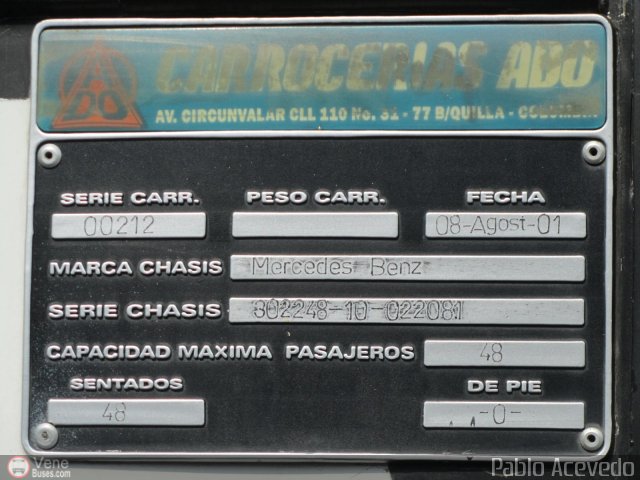 ADO
CARROCERIAS ADO
AV. CIRCUNVALAR CLL 110 No. 31 - 77 B/QUILLA - COLOMBIA
SERIE CARR. PESO CARR. FECHA
00212 08-Agost-01
MARCA CHASIS Mercedes Benz
SERIE CHASIS 302248-10-022081
CAPACIDAD MAXIMA PASAJEROS 48
SENTADOS DE PIE
48 -0-
Vene
Buses.com
Pablo Acevedo